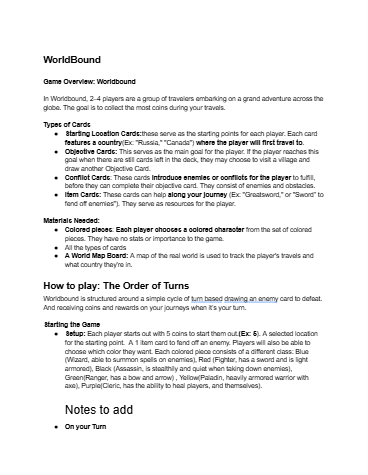 WorldBound
Game Overview: Worldbound
In Worldbound, 2–4 players are a group of travelers embarking on a grand adventure across the
globe. The goal is to collect the most coins during your travels.
Types of Cards
● Starting Location Cards:these serve as the starting points for each player. Each card
features a country(Ex: "Russia," "Canada") where the player will first travel to.
● Objective Cards: This serves as the main goal for the player. If the player reaches this
goal when there are still cards left in the deck, they may choose to visit a village and
draw another Objective Card.
● Conflict Cards: These cards introduce enemies or conflicts for the player to fulfill,
before they can complete their objective card. They consist of enemies and obstacles.
● Item Cards: These cards can help along your journey (Ex: "Greatsword," or "Sword" to
fend off enemies"). They serve as resources for the player.
Materials Needed:
● Colored pieces: Each player chooses a colored character from the set of colored
pieces. They have no stats or importance to the game.
● All the types of cards
● A World Map Board: A map of the real world is used to track the player's travels and
what country they're in.
How to play: The Order of Turns
Worldbound is structured around a simple cycle of turn based drawing an enemy card to defeat.
And receiving coins and rewards on your journeys when it's your turn.
Starting the Game
● Setup: Each player starts out with 5 coins to start them out.(Ex: 5). A selected location
for the starting point. A 1 item card to fend off an enemy. Players will also be able to
choose which color they want. Each colored piece consists of a different class: Blue
(Wizard, able to summon spells on enemies), Red (Fighter, has a sword and is light
armored), Black (Assassin, is stealthily and quiet when taking down enemies),
Green(Ranger, has a bow and arrow) , Yellow(Paladin, heavily armored warrior with
axe), Purple(Cleric, has the ability to heal players, and themselves).
Notes to add
● On your Turn